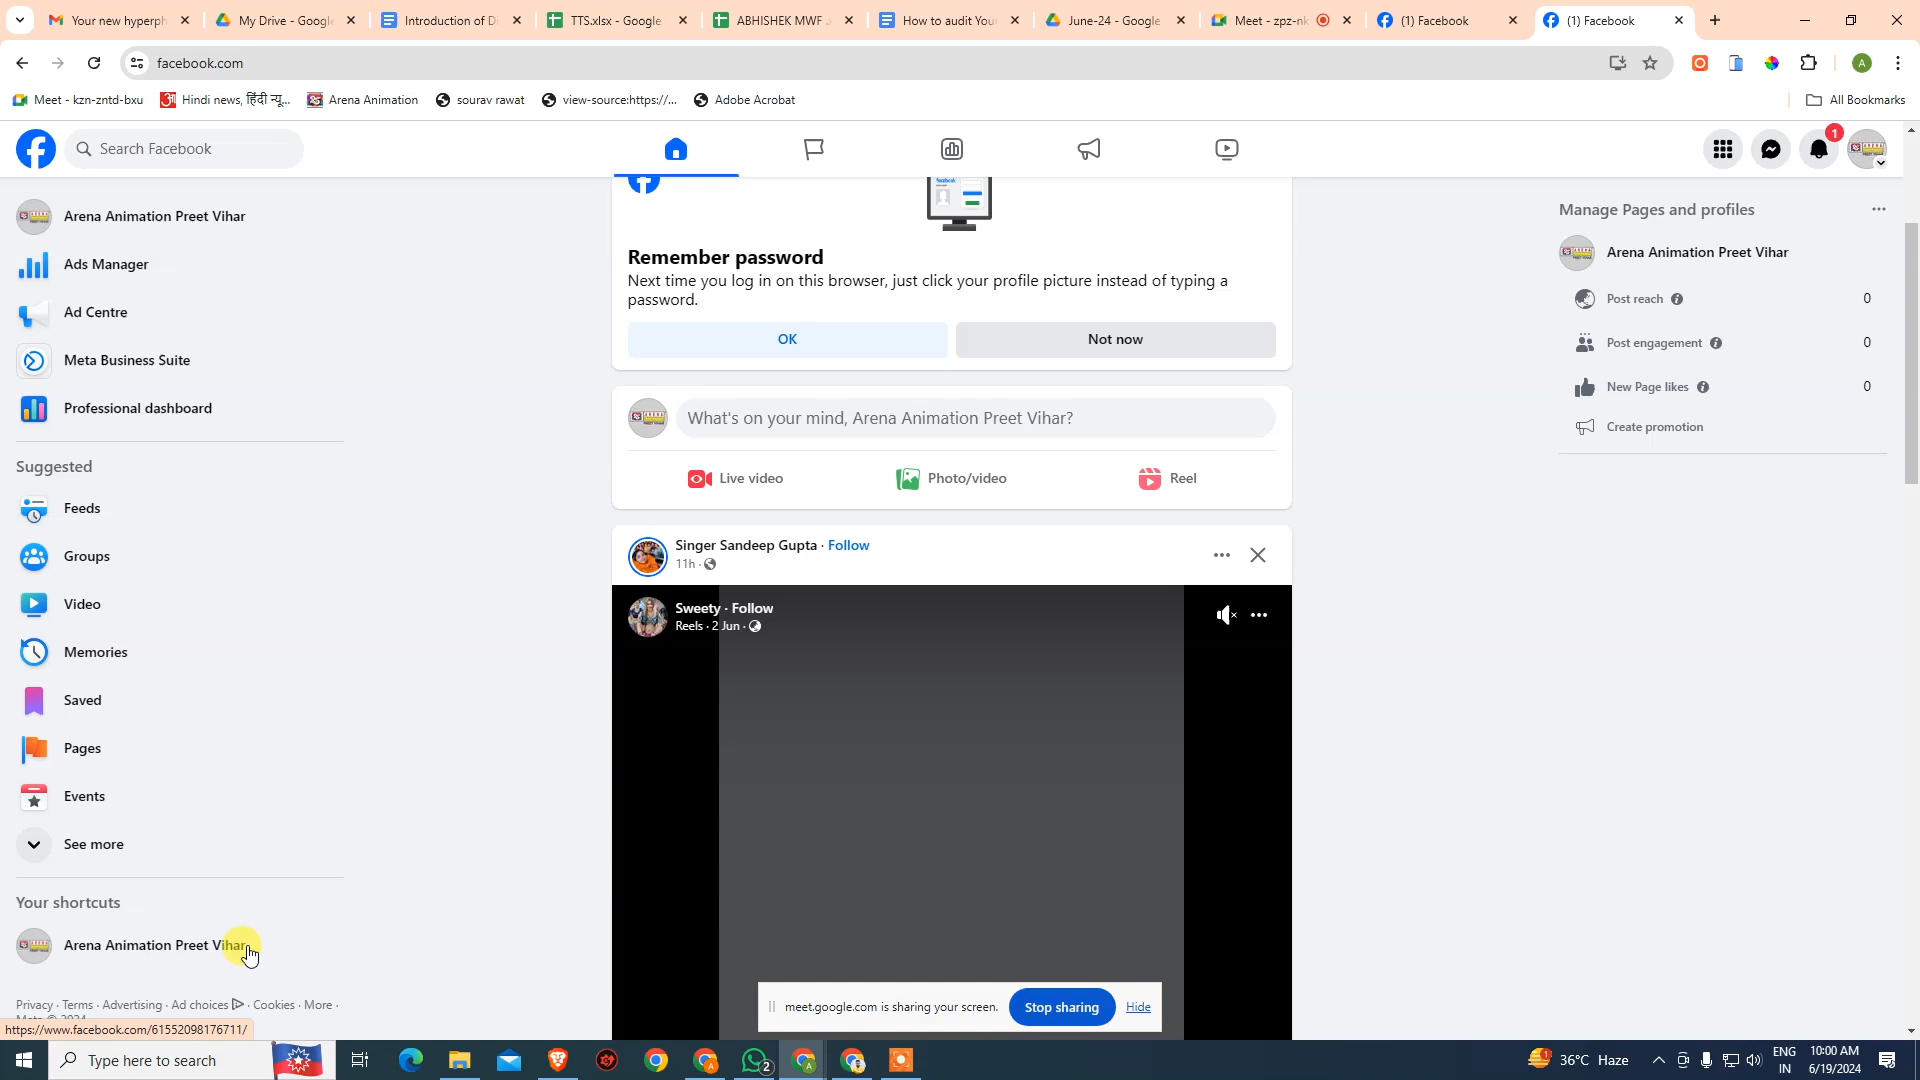 Your new hyperph
My Drive - Google
Introduction of Di
TTS.xlsx - Google
ABHISHEK MWF
How to audit Your
June-24 - Google
Meet - zpz-nk
(1) Facebook
(1) Facebook
facebook.com
A
Meet - kzn-zntd-bxu
Hindi news, हिंदी न्यू...
Arena Animation
sourav rawat
view-source:https://...
Adobe Acrobat
All Bookmarks
Search Facebook
1
Arena Animation Preet Vihar
Ads Manager
Ad Centre
Meta Business Suite
Professional dashboard
Suggested
Feeds
Groups
Video
Memories
Saved
Pages
Events
See more
Your shortcuts
Arena Animation Preet Vihar
Privacy · Terms · Advertising · Ad choices · Cookies · More ·
Meta © 2024
https://www.facebook.com/61552098176711/
facebook
Remember password
Next time you log in on this browser, just click your profile picture instead of typing a
password.
OK
Not now
What's on your mind, Arena Animation Preet Vihar?
Live video
Photo/video
Reel
Singer Sandeep Gupta · Follow
11h ·
Sweety · Follow
Reels · 2 Jun ·
meet.google.com is sharing your screen.
Stop sharing
Hide
Manage Pages and profiles
Arena Animation Preet Vihar
Post reach
0
Post engagement
0
New Page likes
0
Create promotion
Type here to search
2
1
36°C Haze
ENG
IN
10:00 AM
6/19/2024